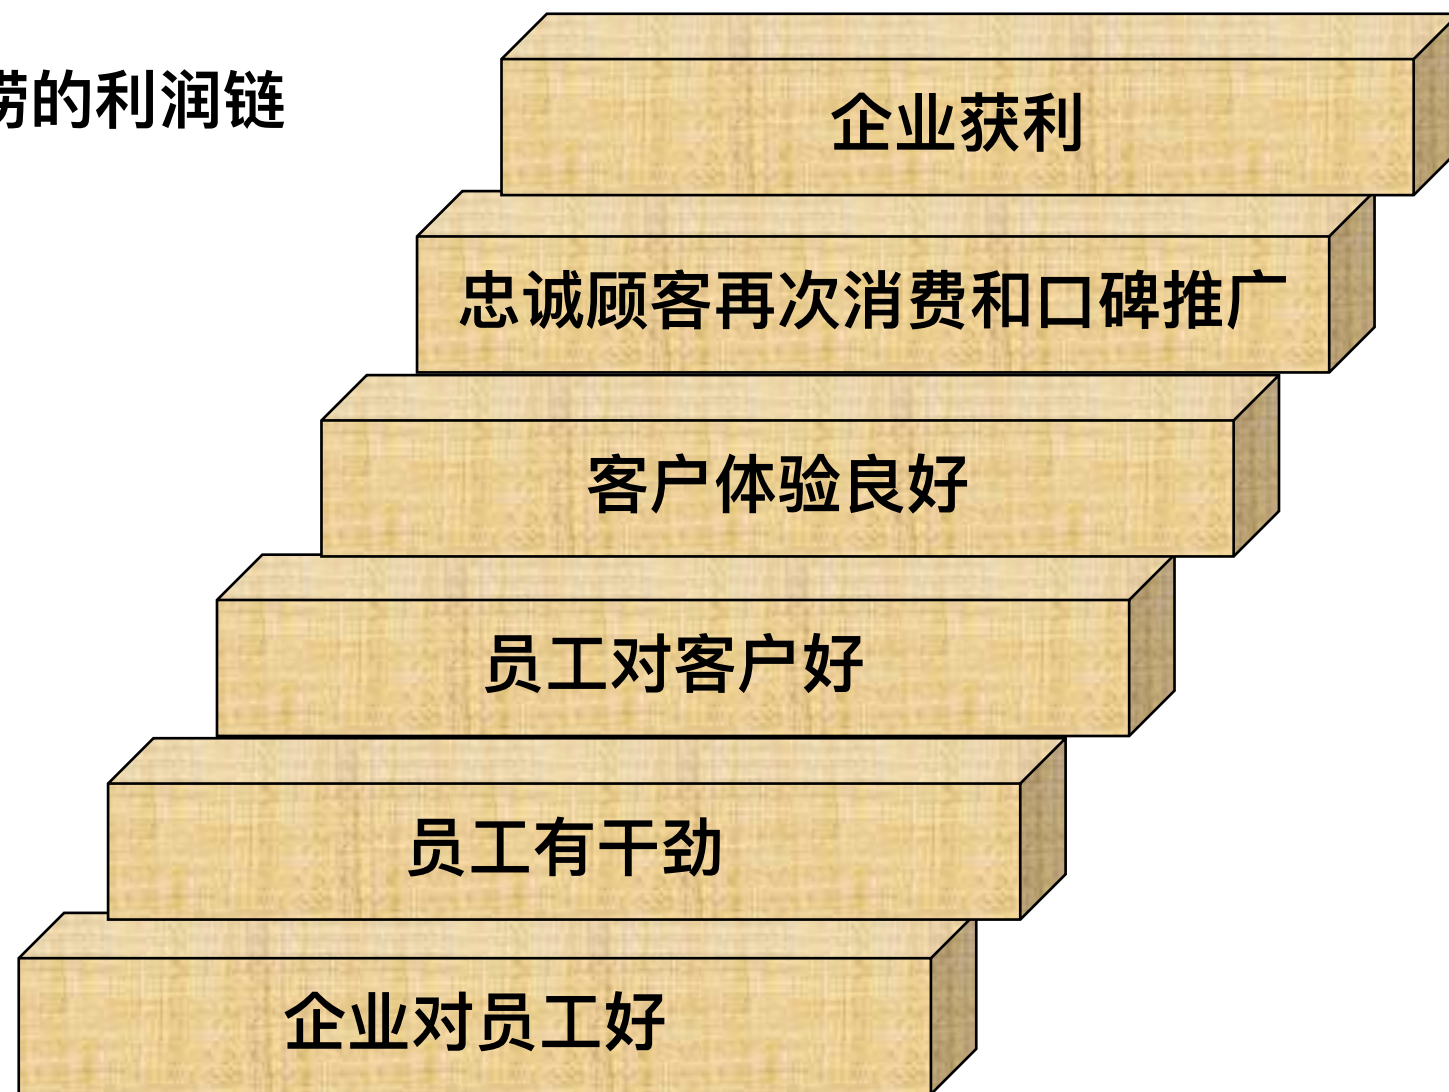 捞的利润链
企业获利
忠诚顾客再次消费和口碑推广
客户体验良好
员工对客户好
员工有干劲
企业对员工好